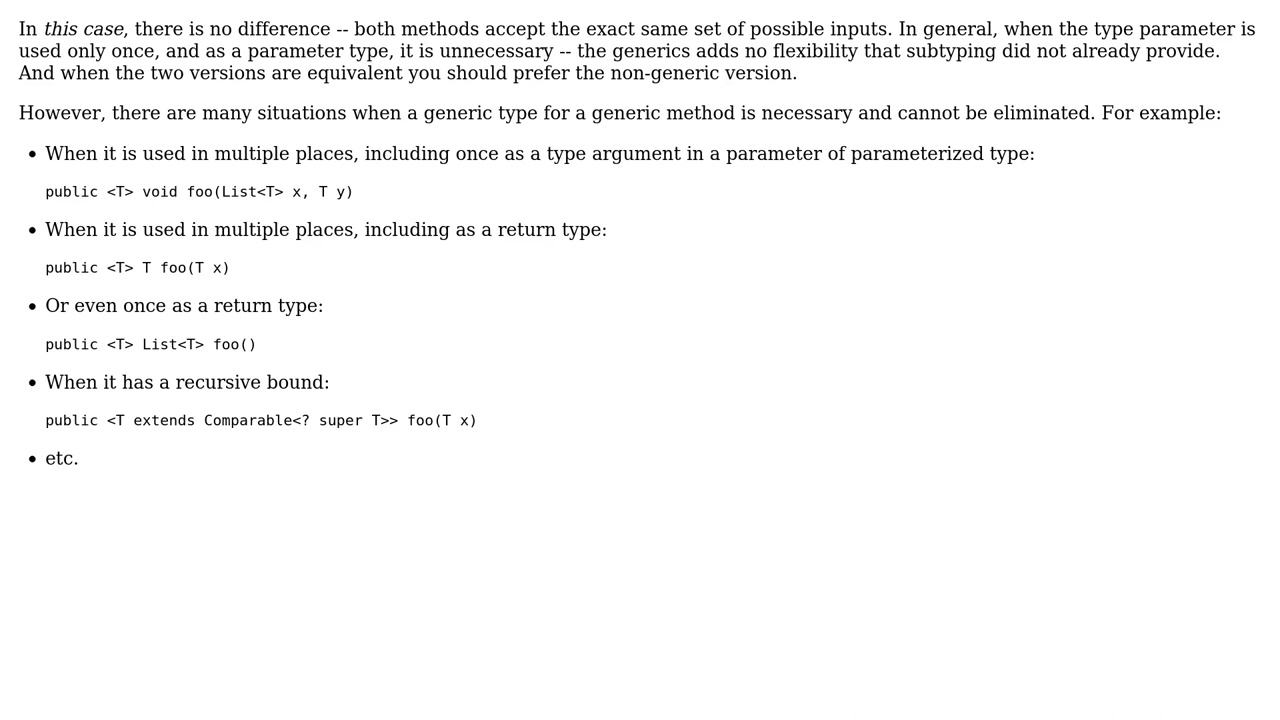 In this case, there is no difference -- both methods accept the exact same set of possible inputs. In general, when the type parameter is
used only once, and as a parameter type, it is unnecessary -- the generics adds no flexibility that subtyping did not already provide.
And when the two versions are equivalent you should prefer the non-generic version.
However, there are many situations when a generic type for a generic method is necessary and cannot be eliminated. For example:
• When it is used in multiple places, including once as a type argument in a parameter of parameterized type:
public <T> void foo(List<T> x, T y)
• When it is used in multiple places, including as a return type:
public <T> T foo(T x)
• Or even once as a return type:
public <T> List<T> foo()
• When it has a recursive bound:
public <T extends Comparable<? super T>> foo(T x)
• etc.